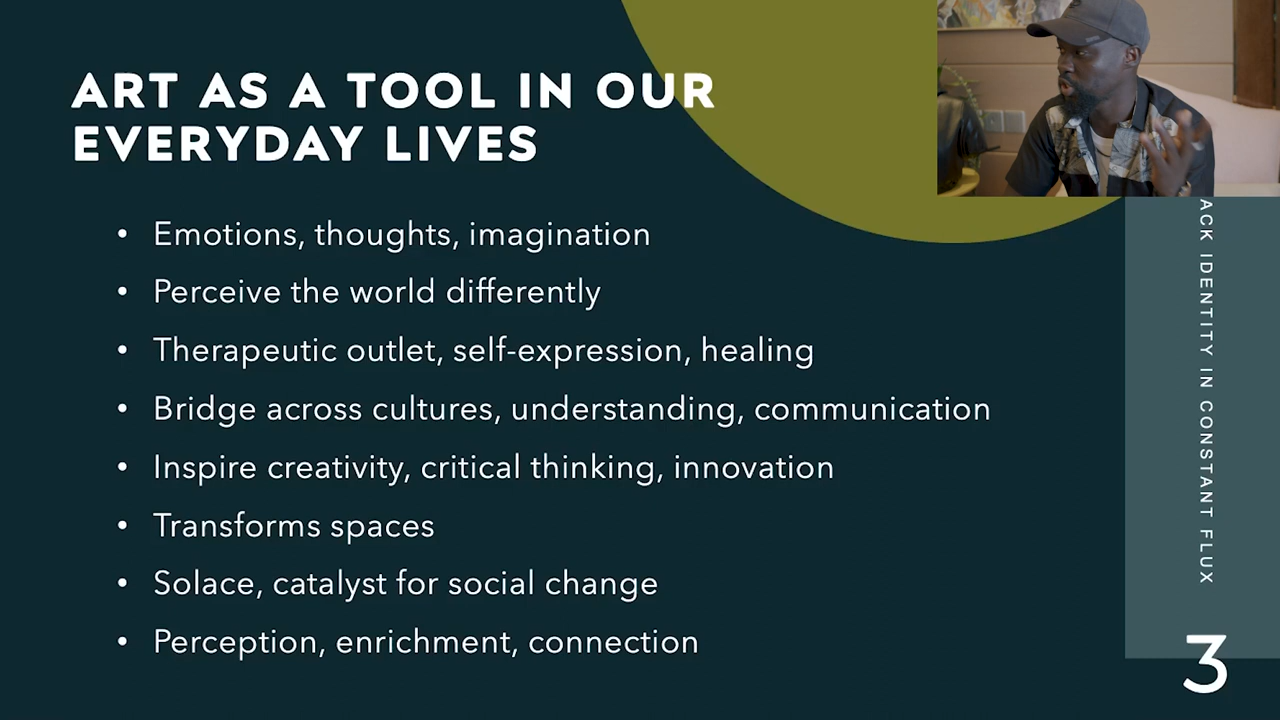 ART AS A TOOL IN OUR
EVERYDAY LIVES
• Emotions, thoughts, imagination
• Perceive the world differently
• Therapeutic outlet, self-expression, healing
• Bridge across cultures, understanding, communication
• Inspire creativity, critical thinking, innovation
• Transforms spaces
• Solace, catalyst for social change
• Perception, enrichment, connection
ACK IDENTITY IN CONSTANT FLUX
3